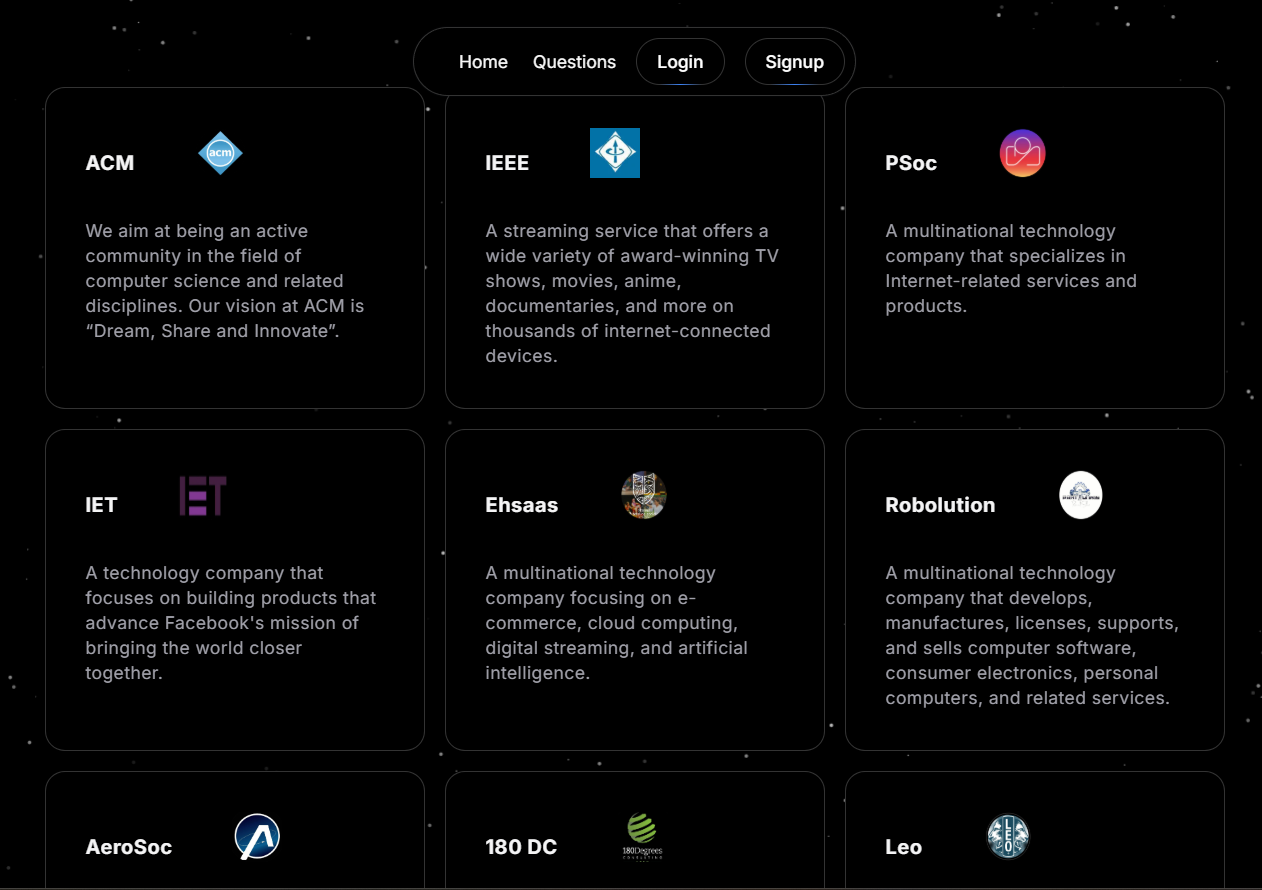 Home Questions Login Signup
ACM
acm
We aim at being an active
community in the field of
computer science and related
disciplines. Our vision at ACM is
“Dream, Share and Innovate”.
IEEE
A streaming service that offers a
wide variety of award-winning TV
shows, movies, anime,
documentaries, and more on
thousands of internet-connected
devices.
PSoc
A multinational technology
company that specializes in
Internet-related services and
products.
IET
IET
A technology company that
focuses on building products that
advance Facebook's mission of
bringing the world closer
together.
Ehsaas
A multinational technology
company focusing on e-
commerce, cloud computing,
digital streaming, and artificial
intelligence.
Robolution
A multinational technology
company that develops,
manufactures, licenses, supports,
and sells computer software,
consumer electronics, personal
computers, and related services.
AeroSoc
180 DC
180Degrees
CONSULTING
Leo
LEO